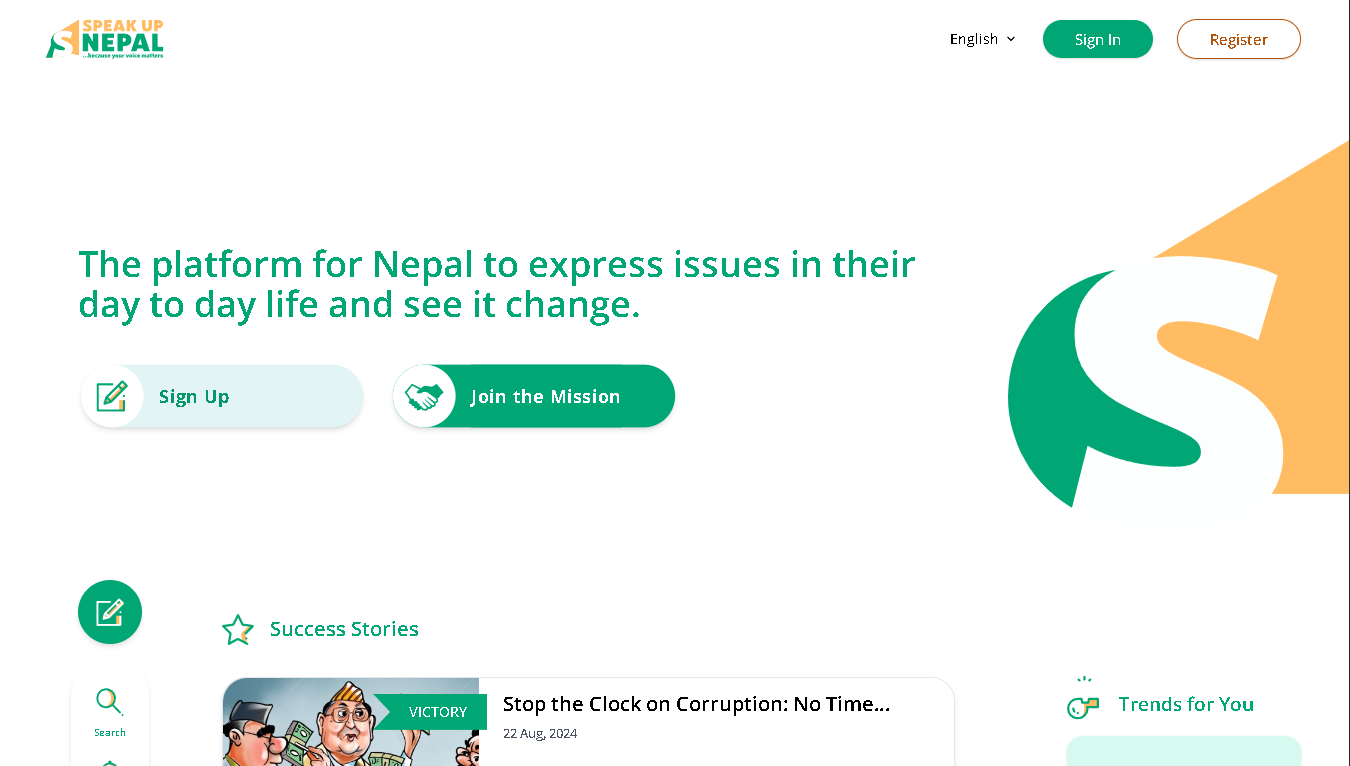 SPEAK UP
NEPAL
...because your voice matters
English
Sign In
Register
The platform for Nepal to express issues in their
day to day life and see it change.
Sign Up
Join the Mission
Success Stories
Search
VICTORY
Stop the Clock on Corruption: No Time...
22 Aug, 2024
Trends for You